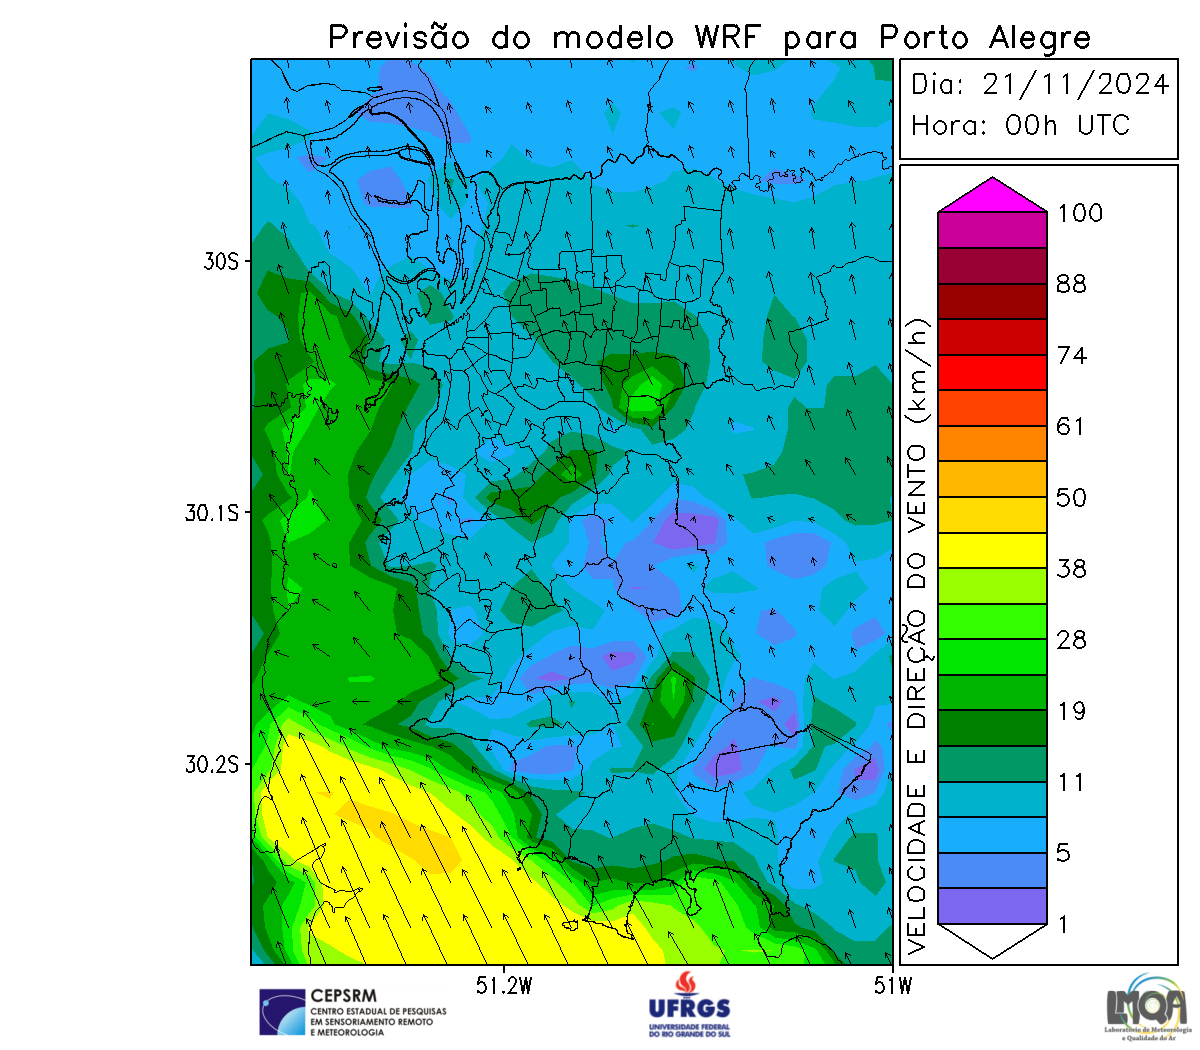 Previsão do modelo WRF para Porto Alegre
Dia: 21/11/2024
Hora: 00h UTC
30S
30.1S
30.2S
51.2W
51W
VELOCIDADE E DIREÇÃO DO VENTO (km/h)
100
88
74
61
50
38
28
19
11
5
1
CEPSRM
CENTRO ESTADUAL DE PESQUISAS
EM SENSORIAMENTO REMOTO
E METEOROLOGIA
UFRGS
UNIVERSIDADE FEDERAL
DO RIO GRANDE DO SUL
LMQA
Laboratório de Meteorologia
e Qualidade do Ar